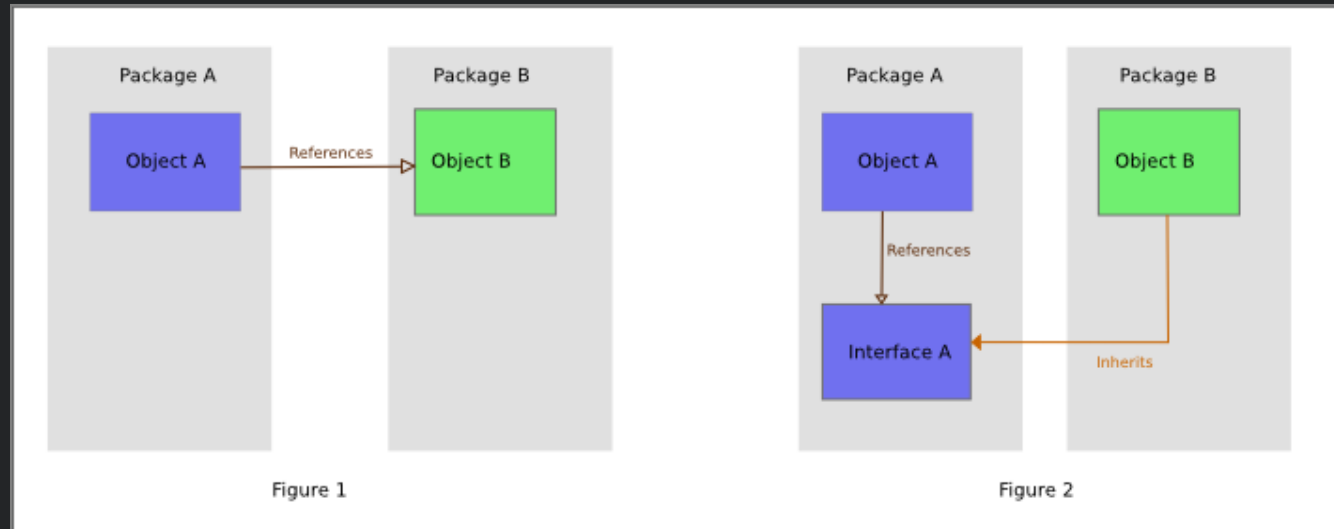 Package A
Package B
Object A
References
Object B
Figure 1
Package A
Package B
Object A
Object B
References
Interface A
Inherits
Figure 2